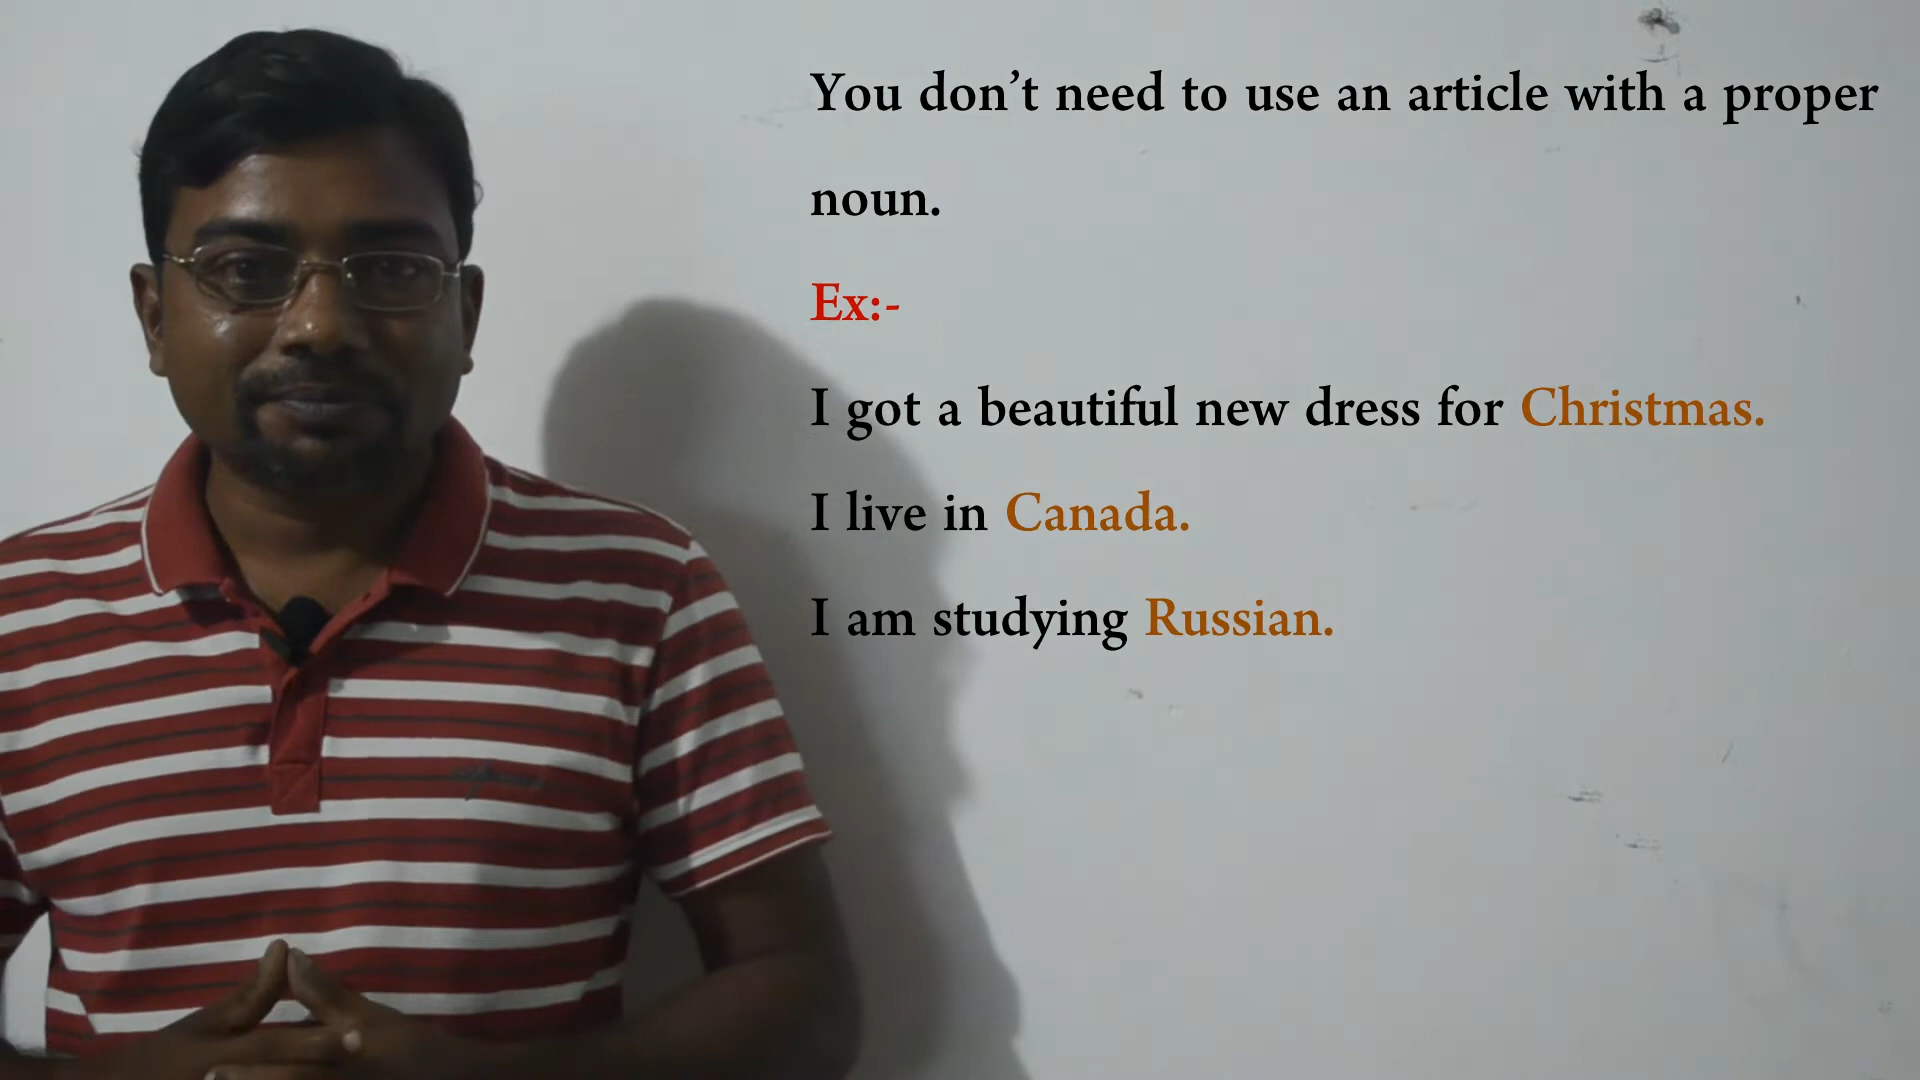 You don’t need to use an article with a proper
noun.
Ex:-
I got a beautiful new dress for Christmas.
I live in Canada.
I am studying Russian.